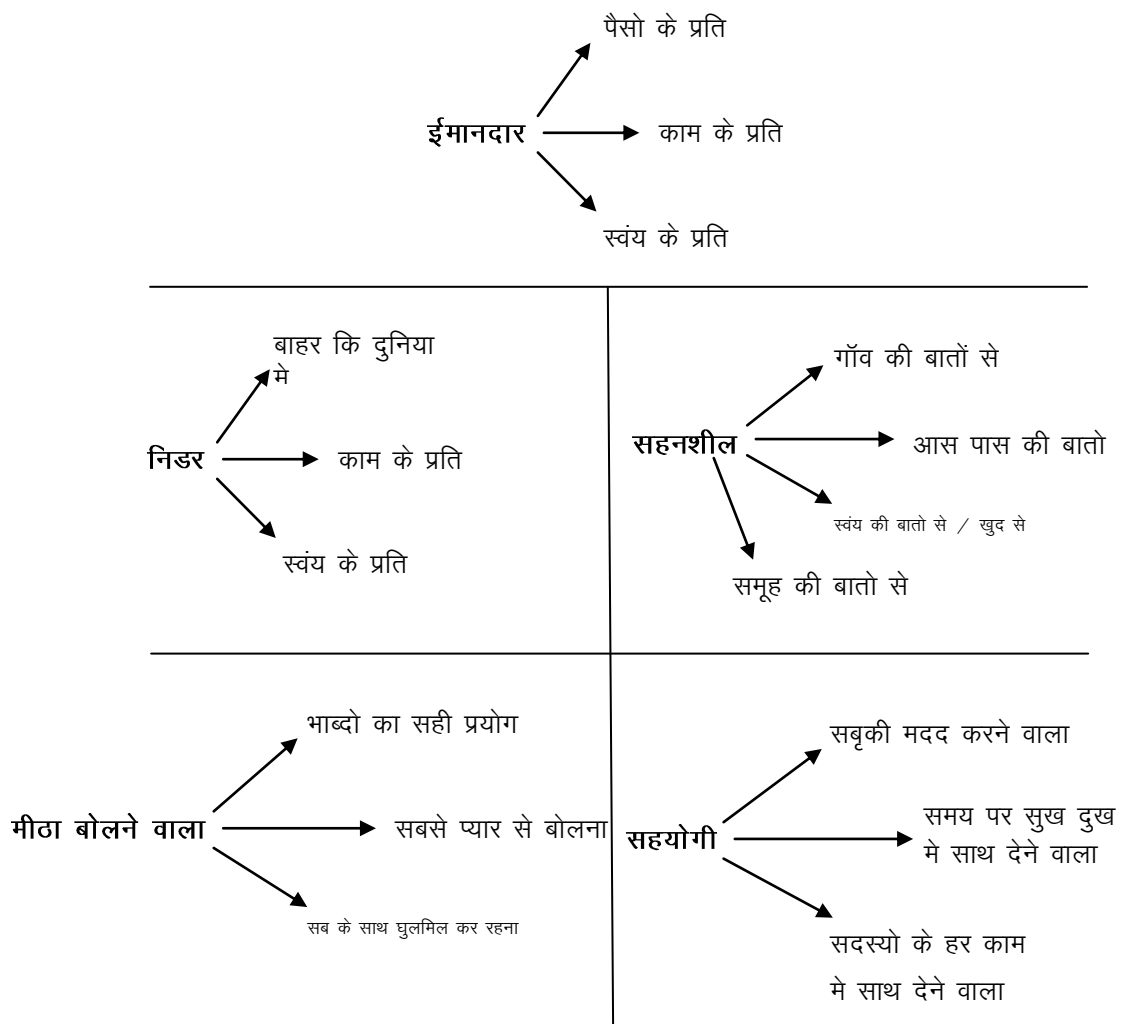 पैसो के प्रति
ईमानदार
काम के प्रति
स्वंय के प्रति
बाहर कि दुनिया
मे
निडर
काम के प्रति
स्वंय के प्रति
गॉव की बातों से
सहनशील
आस पास की बातो
स्वंय की बातो से / खुद से
समूह की बातो से
भाब्दो का सही प्रयोग
मीठा बोलने वाला
सबसे प्यार से बोलना
सब के साथ घुलमिल कर रहना
सबृकी मदद करने वाला
सहयोगी
समय पर सुख दुख
मे साथ देने वाला
सदस्यो के हर काम
मे साथ देने वाला